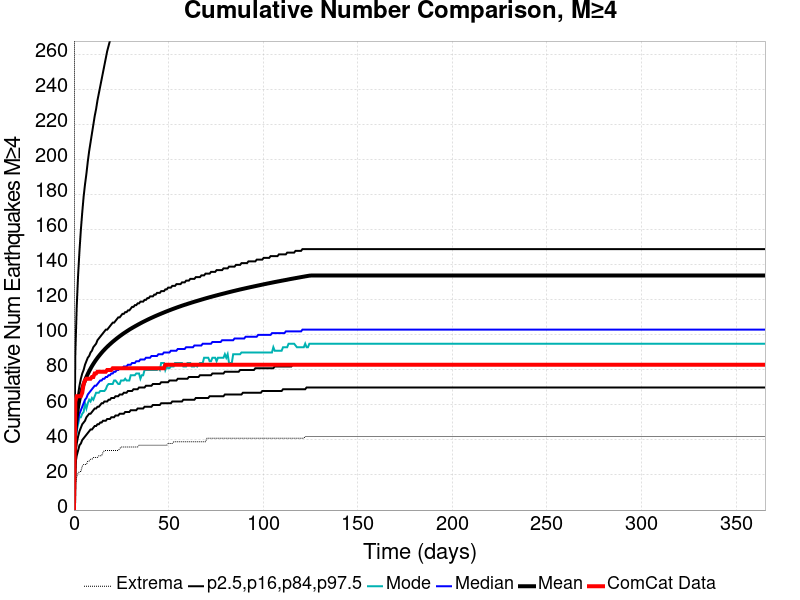 Cumulative Number Comparison, M≥4
Cumulative Num Earthquakes M≥4
260
240
220
200
180
160
140
120
100
80
60
40
20
0
0 50 100 150 200 250 300 350
Time (days)
Extrema p2.5,p16,p84,p97.5 Mode Median Mean ComCat Data